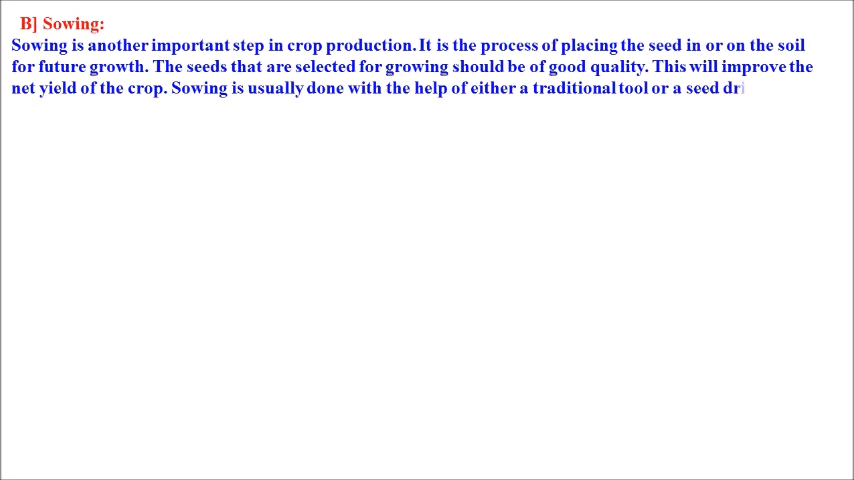 B] Sowing:
Sowing is another important step in crop production. It is the process of placing the seed in or on the soil
for future growth. The seeds that are selected for growing should be of good quality. This will improve the
net yield of the crop. Sowing is usually done with the help of either a traditional tool or a seed dri